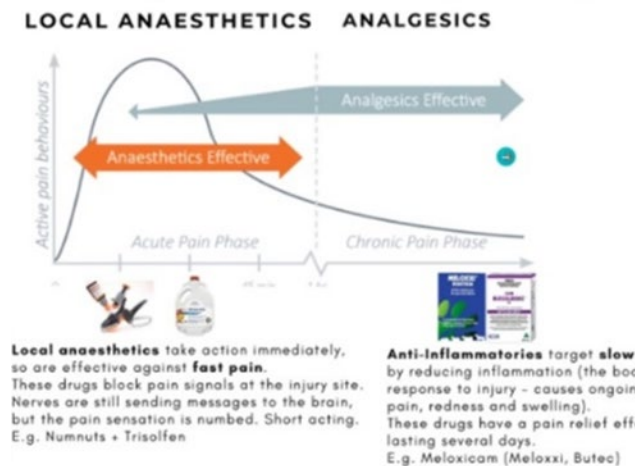 LOCAL ANAESTHETICS
ANALGESICS
Active pain behaviours
Analgesics Effective
Anaesthetics Effective
Acute Pain Phase
Chronic Pain Phase
Local anaesthetics take action immediately,
so are effective against fast pain.
These drugs block pain signals at the injury site.
Nerves are still sending messages to the brain,
but the pain sensation is numbed. Short acting.
E.g. Numnuts + Trisolfen
Anti-Inflammatories target slow
by reducing inflammation (the
response to injury - causes
pain, redness and swelling).
These drugs have a pain relief
lasting several days.
E.g. Meloxicam (Meloxxi, Butec)